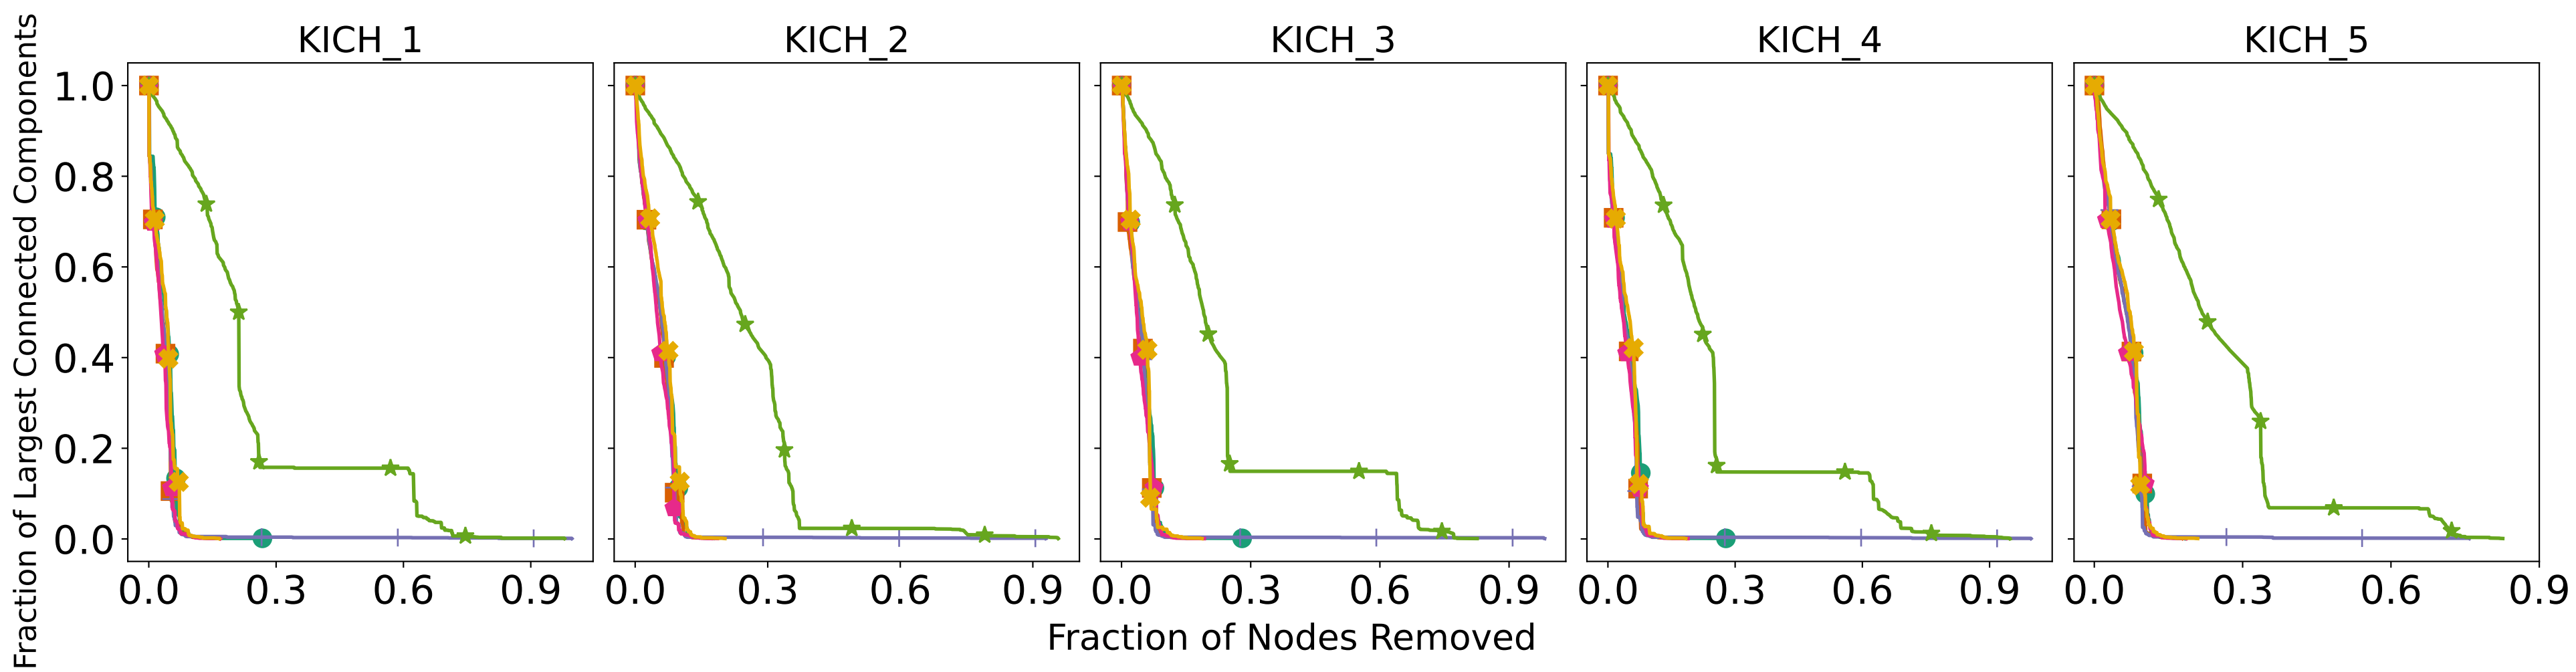 KICH_1 KICH_2 KICH_3 KICH_4 KICH_5
Fraction of Largest Connected Components
1.0
0.8
0.6
0.4
0.2
0.0
0.0 0.3 0.6 0.9 0.0 0.3 0.6 0.9 0.0 0.3 0.6 0.9 0.0 0.3 0.6 0.9 0.0 0.3 0.6 0.9
Fraction of Nodes Removed